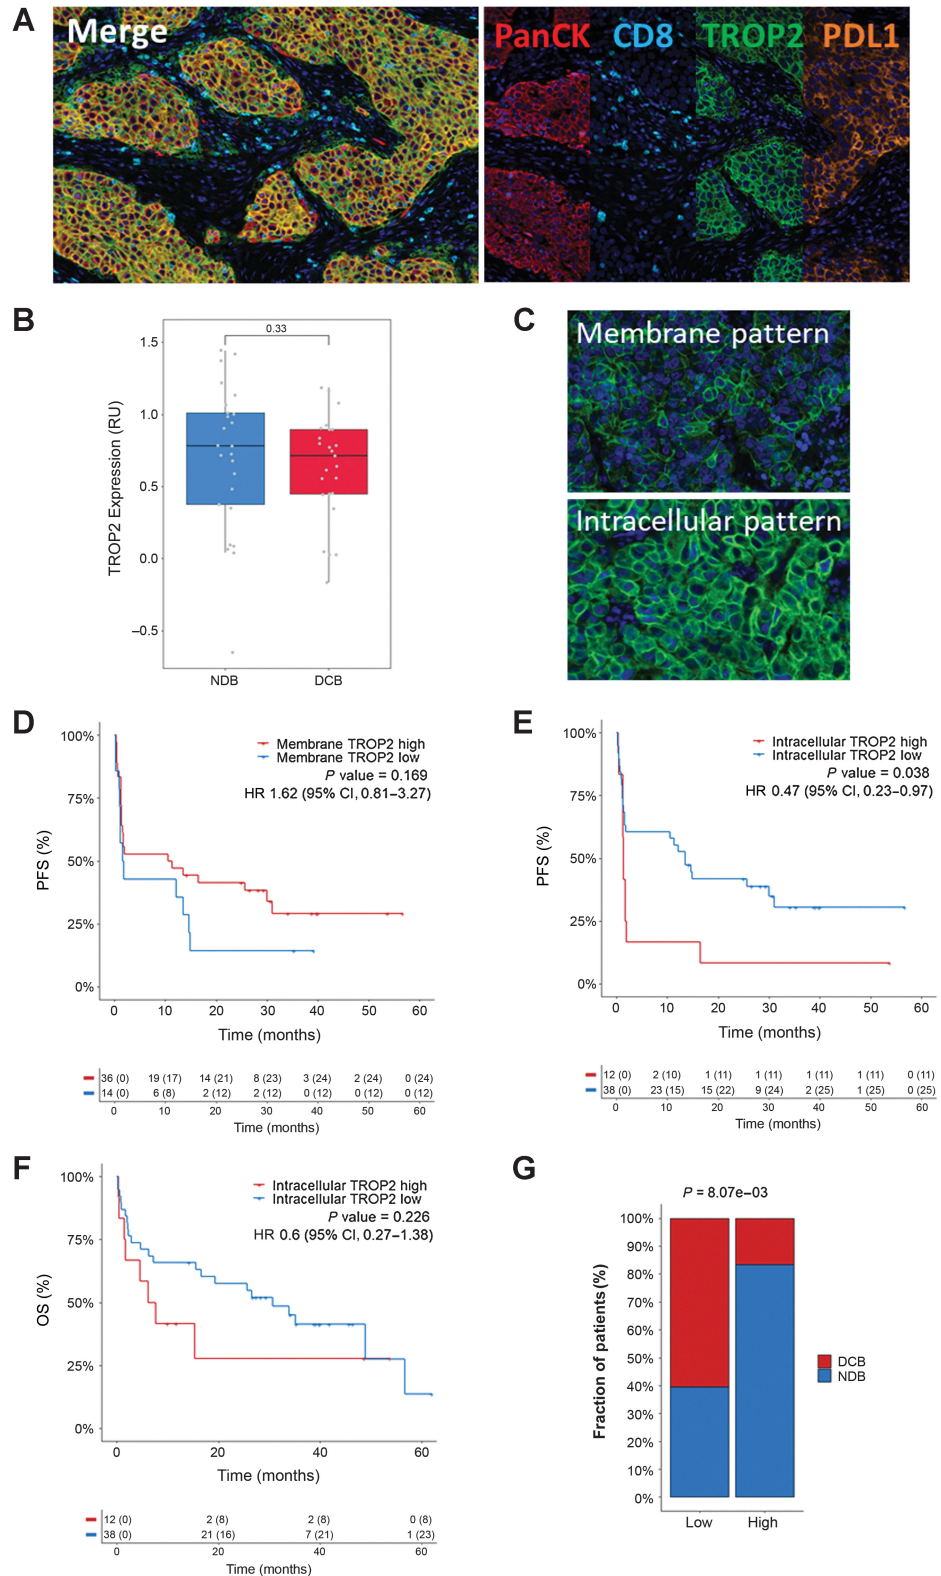 A
Merge
PanCK CD8 TROP2 PDL1
B
0.33
1.5
1.0
0.5
0.0
–0.5
TROP2 Expression (RU)
NDB DCB
C
Membrane pattern
Intracellular pattern
D
100%
75%
50%
25%
0%
PFS (%)
Membrane TROP2 high
Membrane TROP2 low
P value = 0.169
HR 1.62 (95% CI, 0.81–3.27)
0 10 20 30 40 50 60
Time (months)
36 (0) 19 (17) 14 (21) 8 (23) 3 (24) 2 (24) 0 (24)
14 (0) 6 (8) 2 (12) 2 (12) 0 (12) 0 (12) 0 (12)
0 10 20 30 40 50 60
Time (months)
E
100%
75%
50%
25%
0%
PFS (%)
Intracellular TROP2 high
Intracellular TROP2 low
P value = 0.038
HR 0.47 (95% CI, 0.23–0.97)
0 10 20 30 40 50 60
Time (months)
12 (0) 2 (10) 1 (11) 1 (11) 1 (11) 1 (11) 0 (11)
38 (0) 23 (15) 15 (22) 9 (24) 2 (25) 1 (25) 0 (25)
0 10 20 30 40 50 60
Time (months)
F
100%
75%
50%
25%
0%
OS (%)
Intracellular TROP2 high
Intracellular TROP2 low
P value = 0.226
HR 0.6 (95% CI, 0.27–1.38)
0 20 40 60
Time (months)
12 (0) 2 (8) 2 (8) 0 (8)
38 (0) 21 (16) 7 (21) 1 (23)
0 20 40 60
Time (months)
G
P = 8.07e–03
100%
90%
80%
70%
60%
50%
40%
30%
20%
10%
0%
Fraction of patients (%)
Low High
DCB
NDB